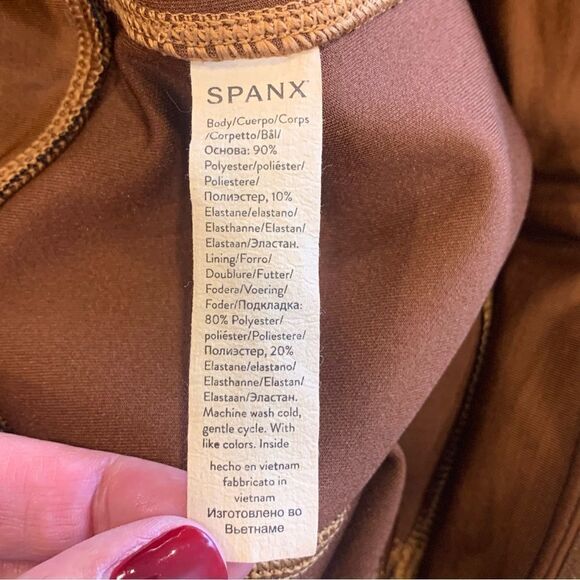 SPANX
Body/Cuerpo/Corps
/Corpetto/Bål/
Основа: 90%
Polyester/poliéster/
Poliestere/
Полиэстер, 10%
Elastane/elastano/
Elasthanne/Elastan/
Elastaan/Эластан.
Lining/Forro/
Doublure/Futter/
Fodera/Voering/
Foder/Подкладка:
80% Polyester/
poliéster/Poliestere/
Полиэстер, 20%
Elastane/elastano/
Elasthanne/Elastan/
Elastaan/Эластан.
Machine wash cold,
gentle cycle. With
like colors. Inside
hecho en vietnam
fabbricato in
vietnam
Изготовлено во
Вьетнаме